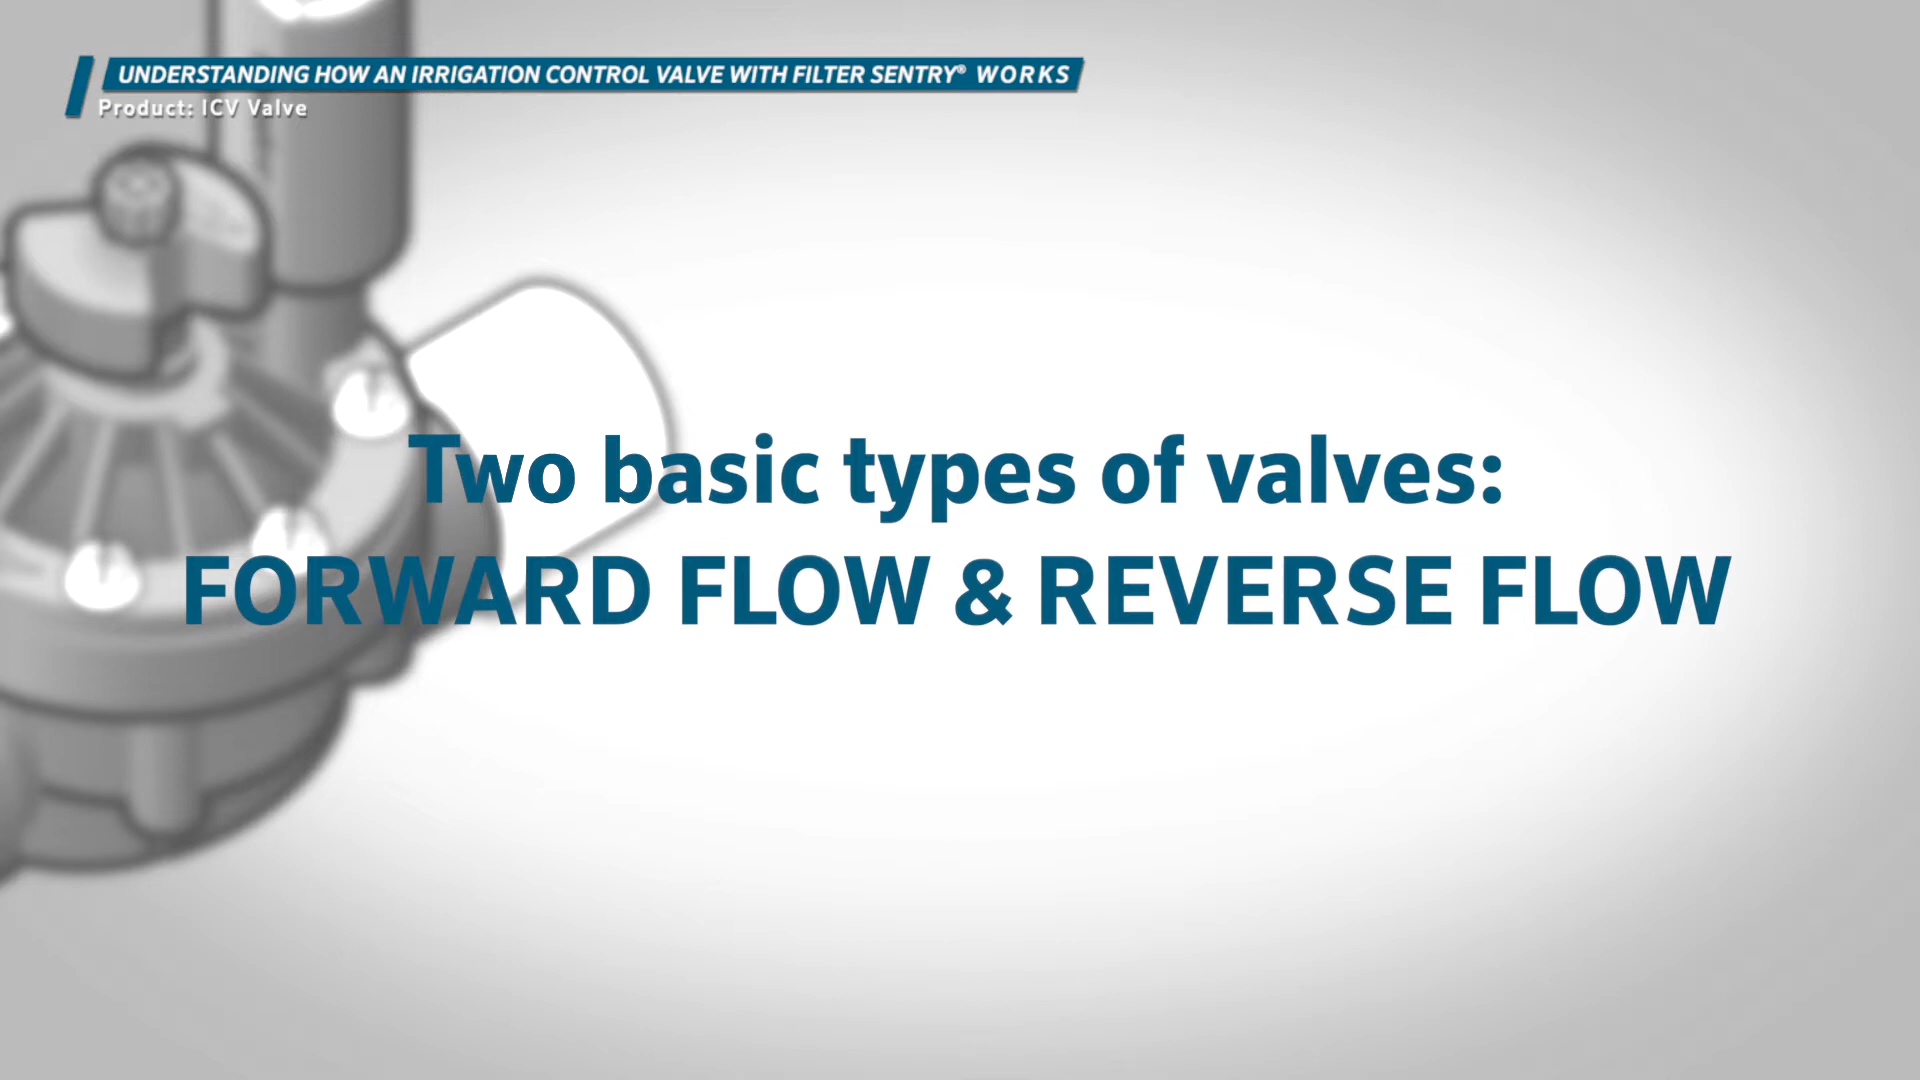 UNDERSTANDING HOW AN IRRIGATION CONTROL VALVE WITH FILTER SENTRY® WORKS
Product: ICV Valve
Two basic types of valves:
FORWARD FLOW & REVERSE FLOW